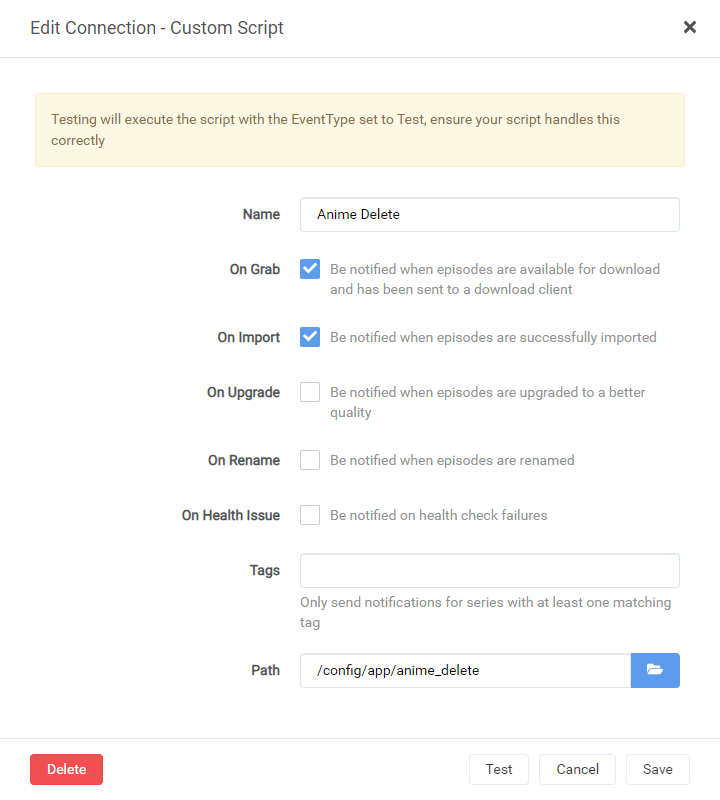 Edit Connection - Custom Script
Testing will execute the script with the EventType set to Test, ensure your script handles this
correctly
Name
Anime Delete
On Grab
Be notified when episodes are available for download
and has been sent to a download client
On Import
Be notified when episodes are successfully imported
On Upgrade
Be notified when episodes are upgraded to a better
quality
On Rename
Be notified when episodes are renamed
On Health Issue
Be notified on health check failures
Tags
Only send notifications for series with at least one matching
tag
Path
/config/app/anime_delete
Delete
Test
Cancel
Save